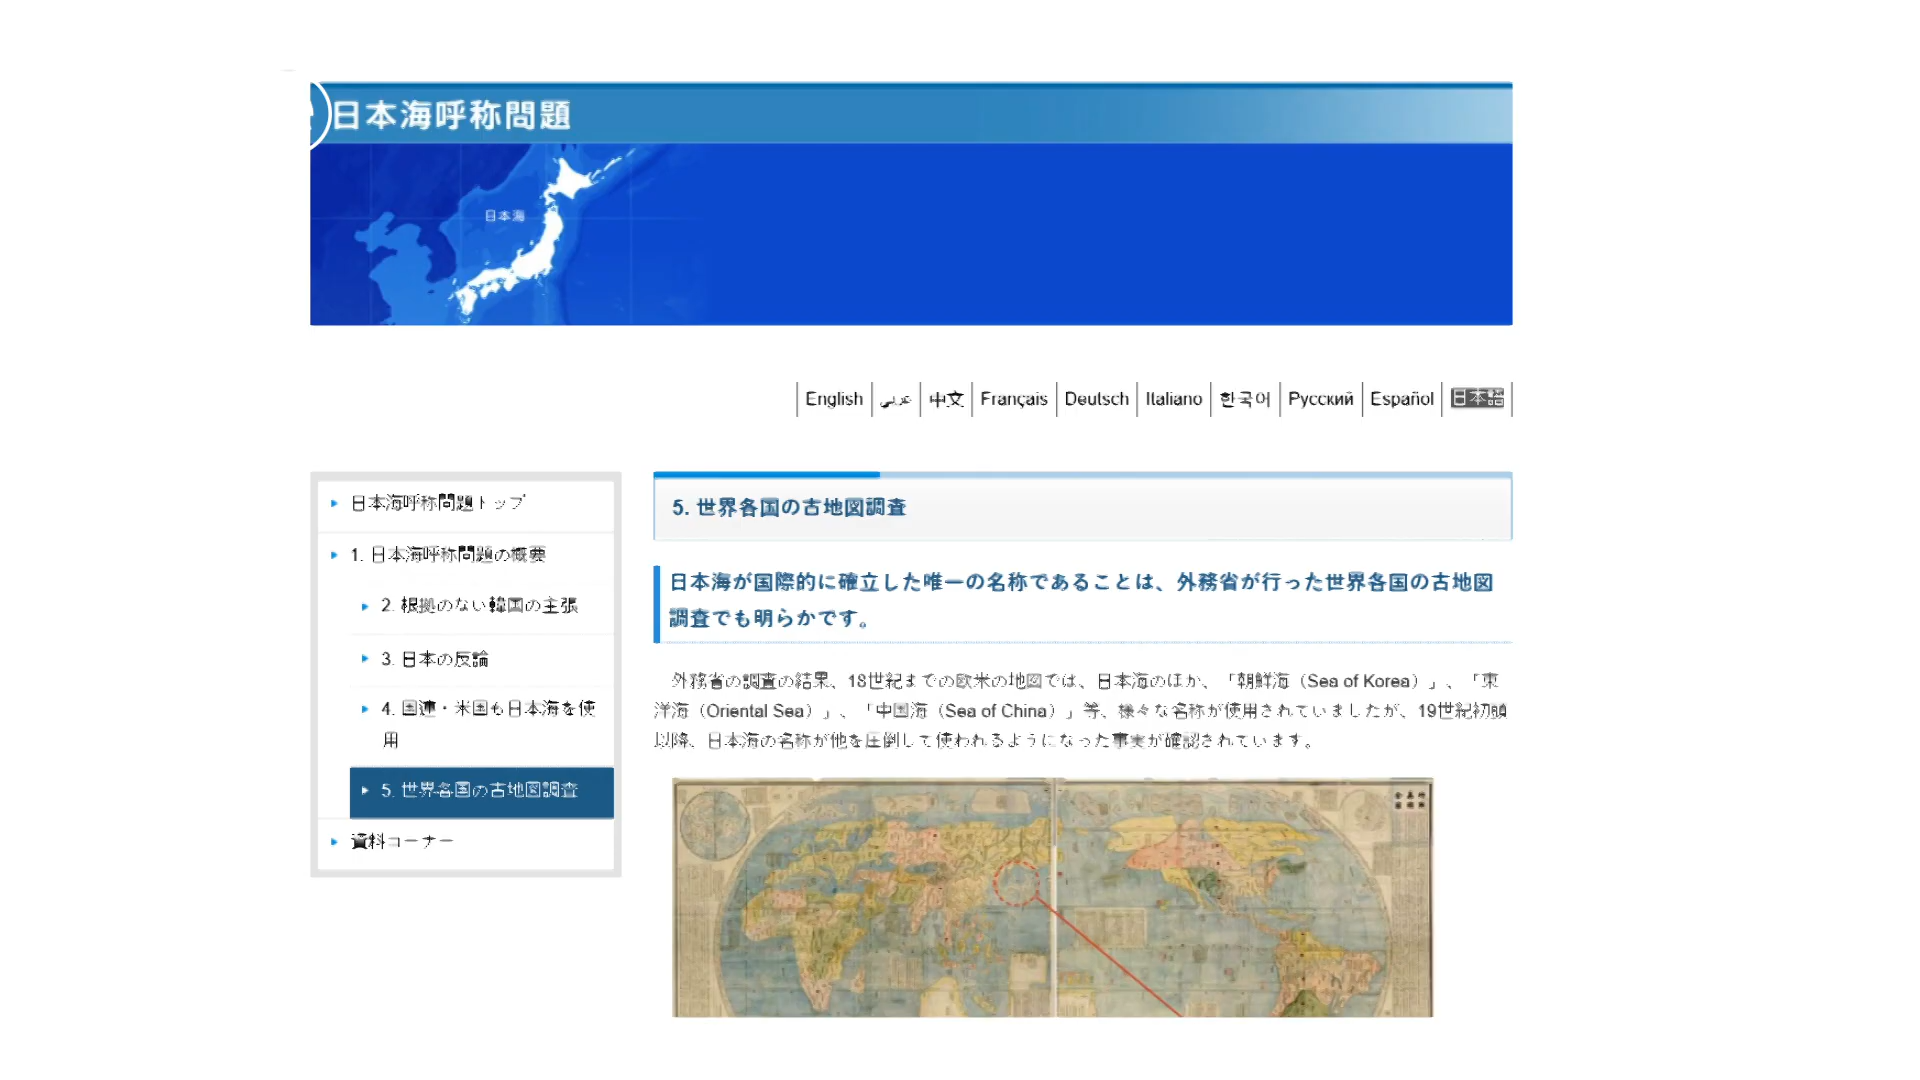 日本海呼称問題
日本海
English عربي 中文 Français Deutsch Italiano 한국어 Русский Español 日本語
日本海呼称問題トップ
1. 日本海呼称問題の概要
2. 根拠のない韓国の主張
3. 日本の反論
4. 国連・米国も日本海を使
用
5. 世界各国の古地図調査
資料コーナー
5. 世界各国の古地図調査
日本海が国際的に確立した唯一の名称であることは、外務省が行った世界各国の古地図
調査でも明らかです。
外務省の調査の結果、18世紀までの欧米の地図では、日本海のほか、「朝鮮海（Sea of Korea）」、「東
洋海（Oriental Sea）」、「中国海（Sea of China）」等、様々な名称が使用されていましたが、19世紀初頭
以降、日本海の名称が他を圧倒して使われるようになった事実が確認されています。